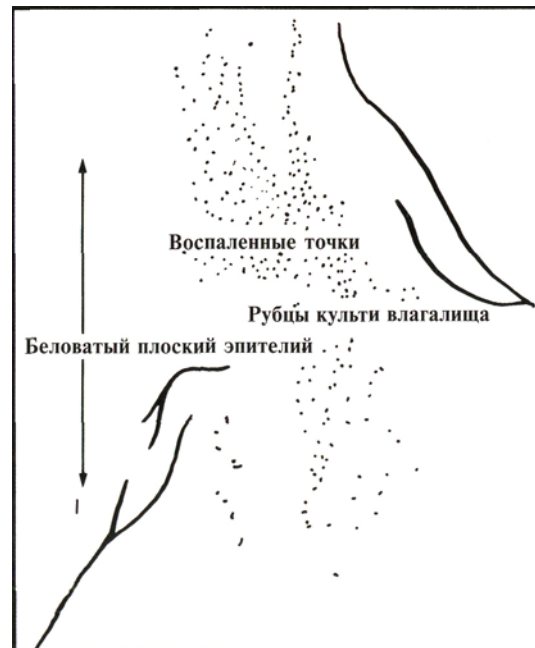 Воспаленные точки
Рубцы культи влагалища
Беловатый плоский эпителий